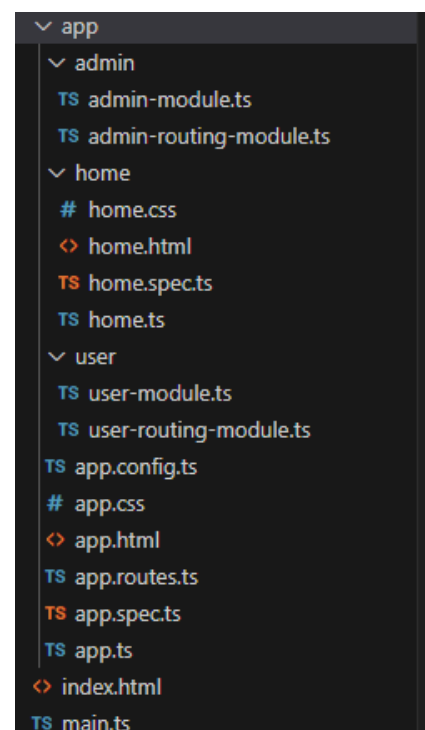 app
admin
TS admin-module.ts
TS admin-routing-module.ts
home
# home.css
<> home.html
TS home.spec.ts
TS home.ts
user
TS user-module.ts
TS user-routing-module.ts
TS app.config.ts
# app.css
<> app.html
TS app.routes.ts
TS app.spec.ts
TS app.ts
<> index.html
TS main.ts